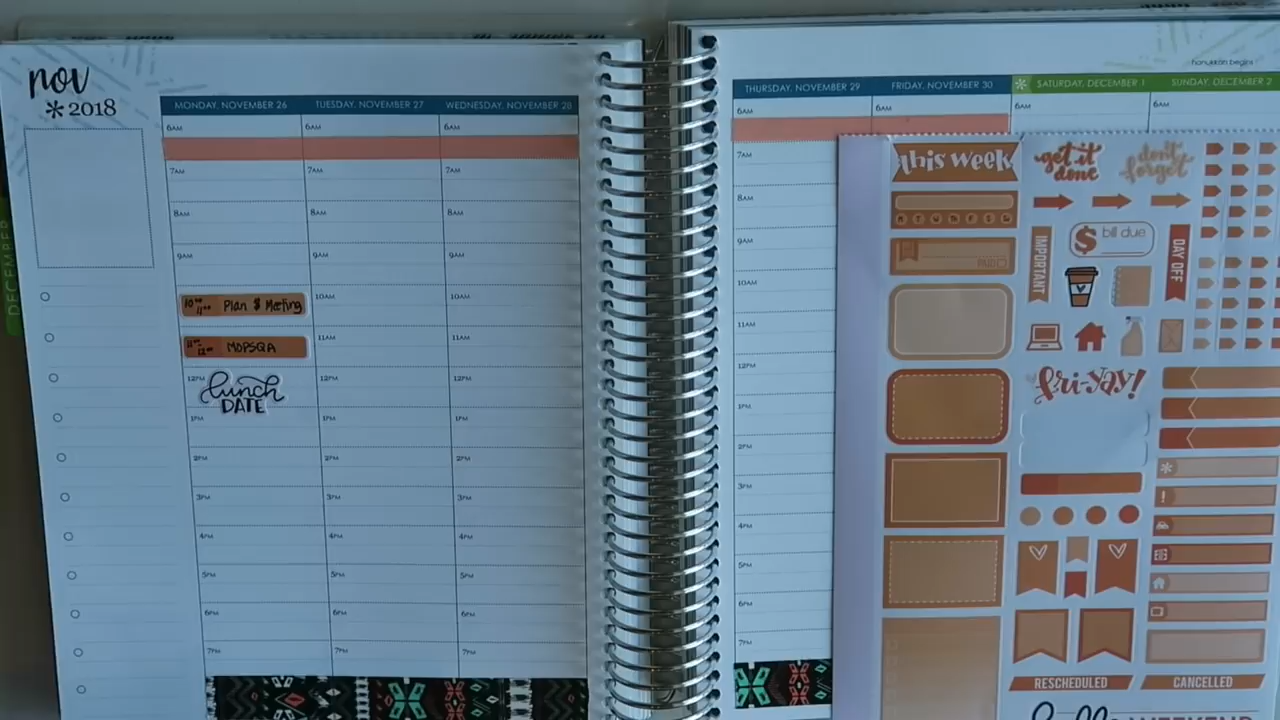 nov
*2018
DECEMBER
MONDAY, NOVEMBER 26
TUESDAY, NOVEMBER 27
WEDNESDAY, NOVEMBER 28
6AM 6AM 6AM
7AM 7AM 7AM
8AM 8AM 8AM
9AM 9AM 9AM
10AM 10AM
Plan $ Meeting
11AM 11AM
MOPSQA
12PM 12PM 12PM
lunch
DATE
1PM 1PM 1PM
2PM 2PM 2PM
3PM 3PM 3PM
4PM 4PM 4PM
5PM 5PM 5PM
6PM 6PM 6PM
7PM 7PM 7PM
hanukkah begins
THURSDAY, NOVEMBER 29
FRIDAY, NOVEMBER 30
SATURDAY, DECEMBER 1
SUNDAY, DECEMBER 2
6AM 6AM 6AM 6AM
7AM
8AM
9AM
10AM
11AM
12PM
1PM
2PM
3PM
4PM
5PM
6PM
7PM
this week
get it
done
don't
forget
M T W T F S S
PAID
IMPORTANT
$ bill due
DAY OFF
fri-yay!
RESCHEDULED
CANCELLED
WEEKEND